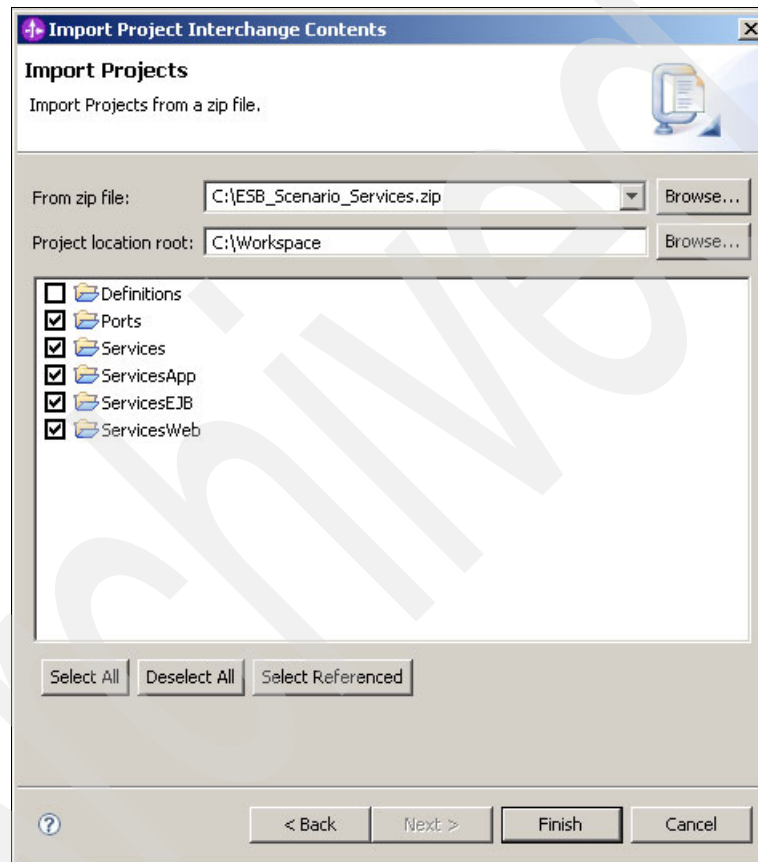 Import Project Interchange Contents
Import Projects
Import Projects from a zip file.
From zip file: C:\ESB_Scenario_Services.zip Browse...
Project location root: C:\Workspace Browse...
Definitions
Ports
Services
ServicesApp
ServicesEJB
ServicesWeb
Select All Deselect All Select Referenced
< Back Next > Finish Cancel